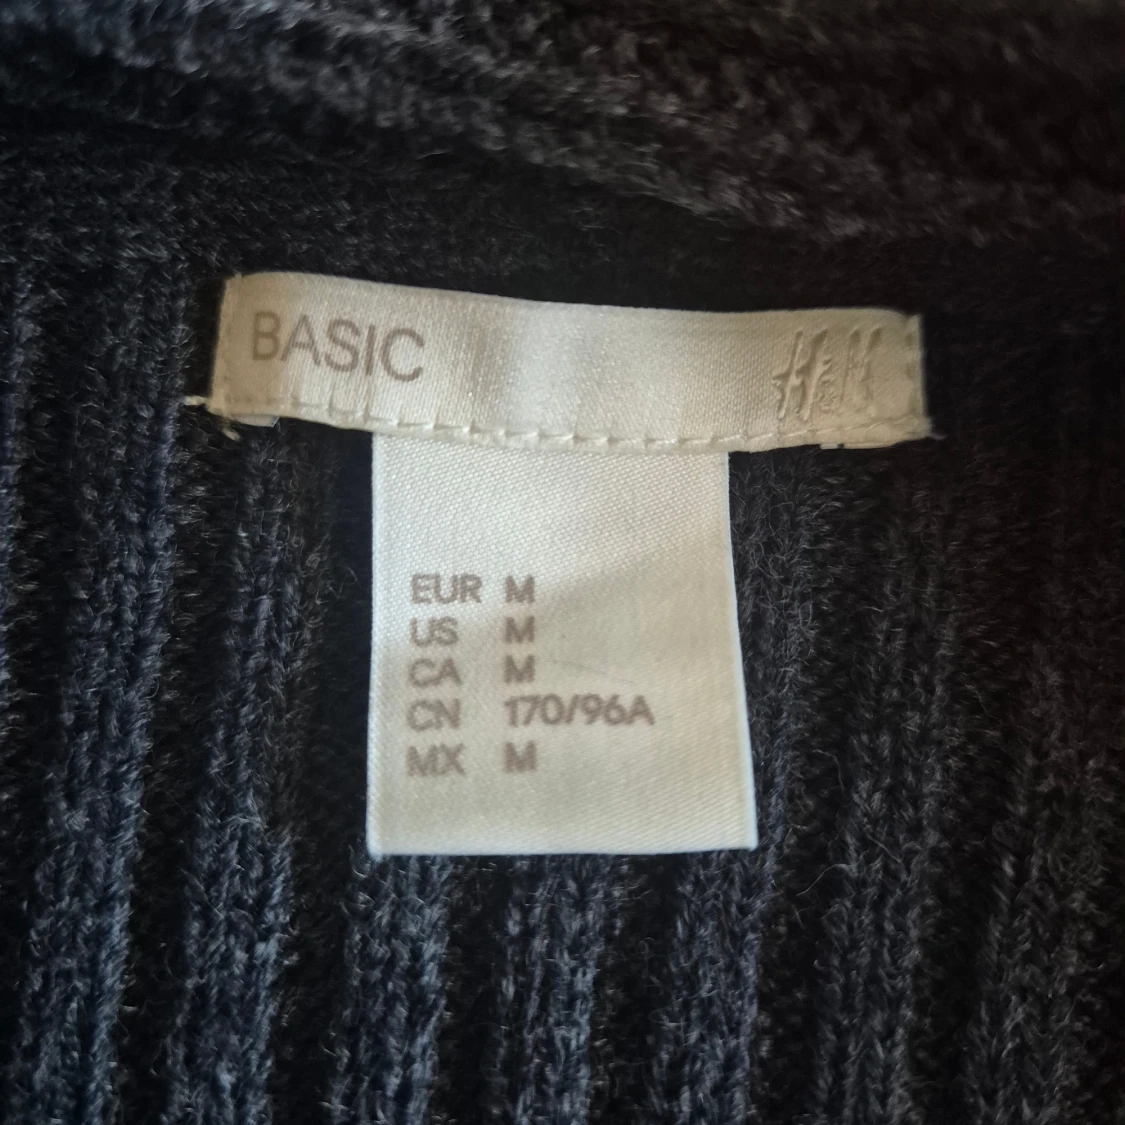 BASIC H&M
EUR M
US M
CA M
CN 170/96A
MX M